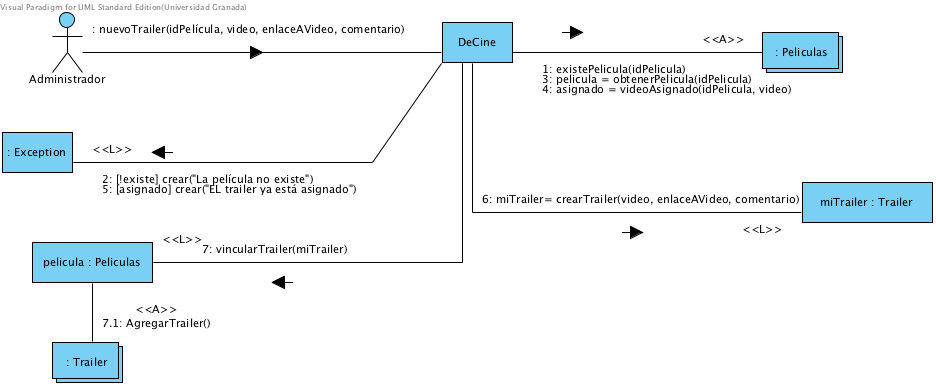 Visual Paradigm for UML Standard Edition(Universidad Granada)
: nuevoTrailer(idPelícula, video, enlaceAVideo, comentario)
Administrador
DeCine
<<A>>
: Peliculas
1: existePelicula(idPelicula)
3: pelicula = obtenerPelicula(idPelicula)
4: asignado = videoAsignado(idPelicula, video)
: Exception
<<L>>
2: [!existe] crear("La película no existe")
5: [asignado] crear("EL trailer ya está asignado")
6: miTrailer= crearTrailer(video, enlaceAVideo, comentario)
miTrailer : Trailer
<<L>>
<<L>>
7: vincularTrailer(miTrailer)
pelicula : Peliculas
<<A>>
7.1: AgregarTrailer()
: Trailer